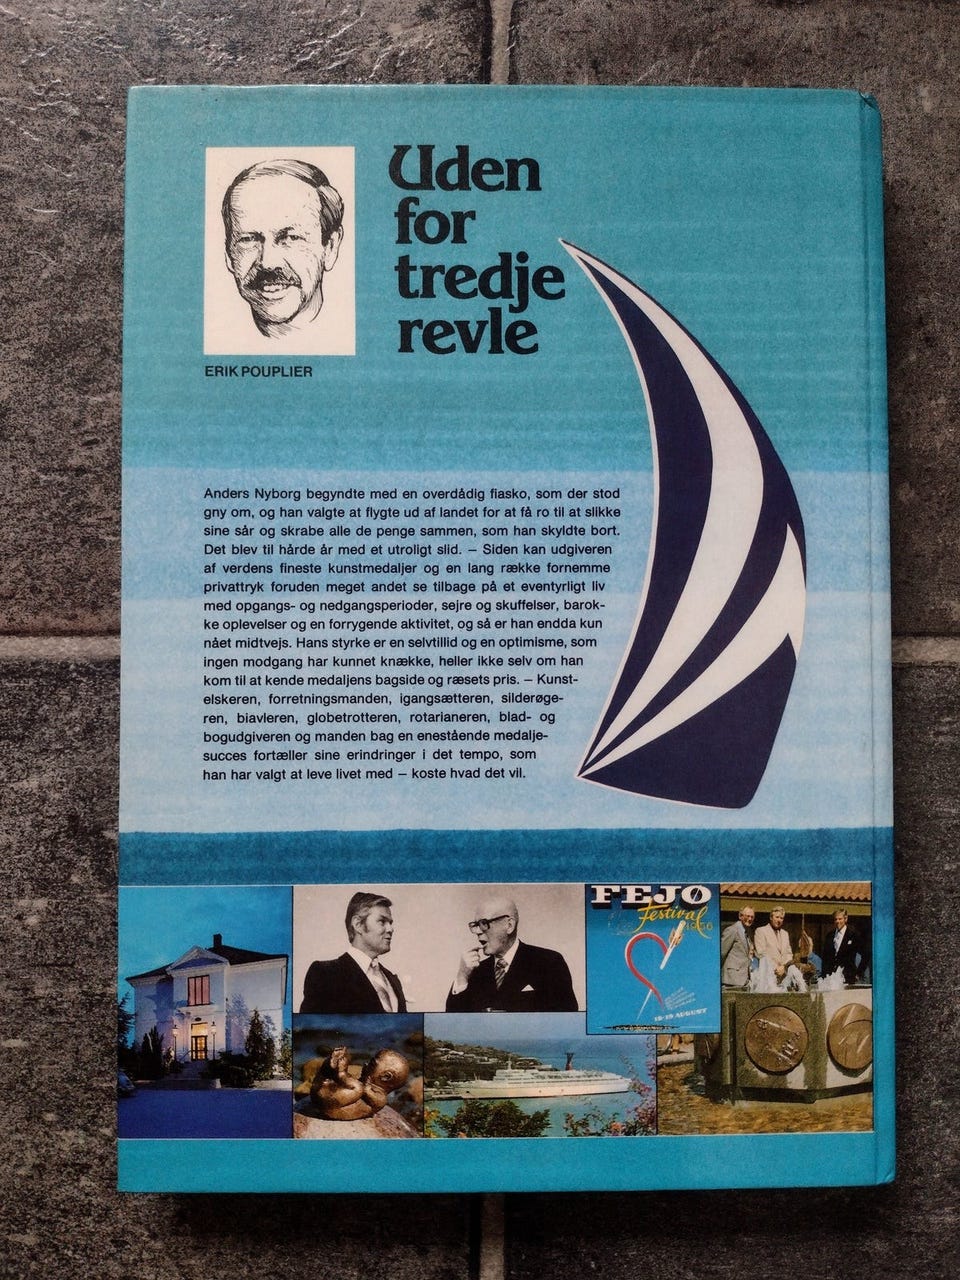 Uden
for
tredje
revle
ERIK POUPLIER
Anders Nyborg begyndte med en overdådig fiasko, som der stod
gny om, og han valgte at flygte ud af landet for at få ro til at slikke
sine sår og skrabe alle de penge sammen, som han skyldte bort.
Det blev til hårde år med et utroligt slid. – Siden kan udgiveren
af verdens fineste kunstmedaljer og en lang række fornemme
privattryk foruden meget andet se tilbage på et eventyrligt liv
med opgangs- og nedgangsperioder, sejre og skuffelser, barok-
ke oplevelser og en forrygende aktivitet, og så er han endda kun
nået midtvejs. Hans styrke er en selvtillid og en optimisme, som
ingen modgang har kunnet knække, heller ikke selv om han
kom til at kende medaljens bagside og ræsets pris. – Kunst-
elskeren, forretningsmanden, igangsætteren, silderøge-
ren, biavleren, globetrotteren, rotarianeren, blad- og
bogudgiveren og manden bag en enestående medalje-
succes fortæller sine erindringer i det tempo, som
han har valgt at leve livet med – koste hvad det vil.
FEJØ
Festival
1956
15-19 AUGUST